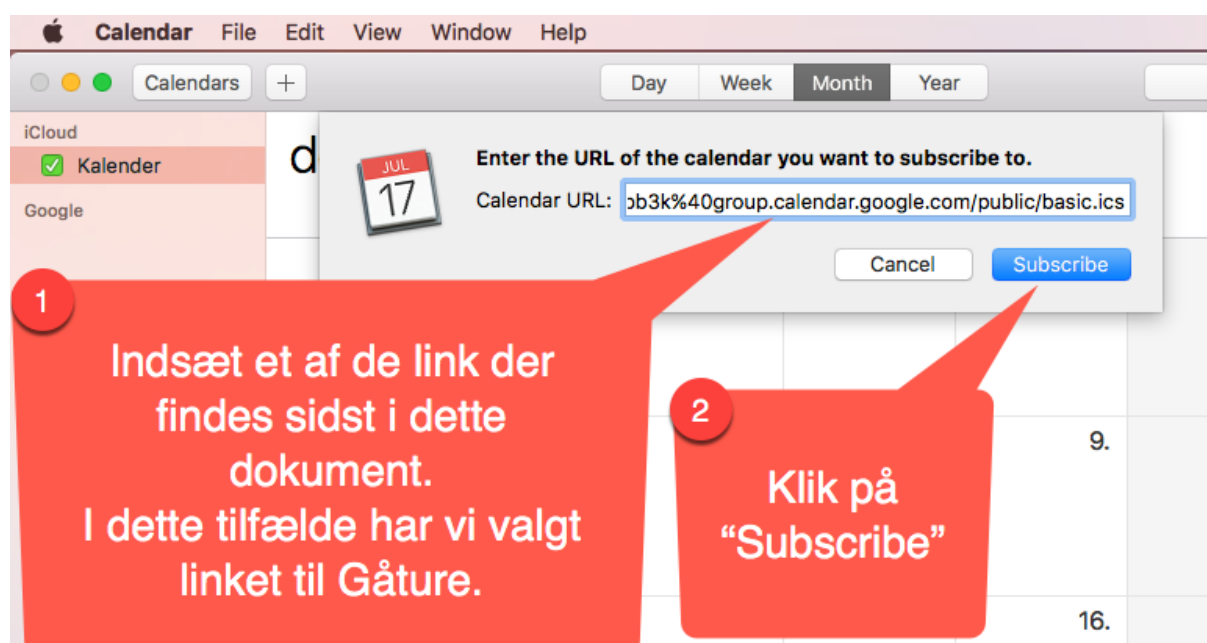 Calendar File Edit View Window Help
Calendars + Day Week Month Year
iCloud
Kalender
Google
d
JUL
17
Enter the URL of the calendar you want to subscribe to.
Calendar URL: ob3k%40group.calendar.google.com/public/basic.ics
Cancel Subscribe
1
Indsæt et af de link der
findes sidst i dette
dokument.
I dette tilfælde har vi valgt
linket til Gåture.
2
Klik på
“Subscribe”
9.
16.